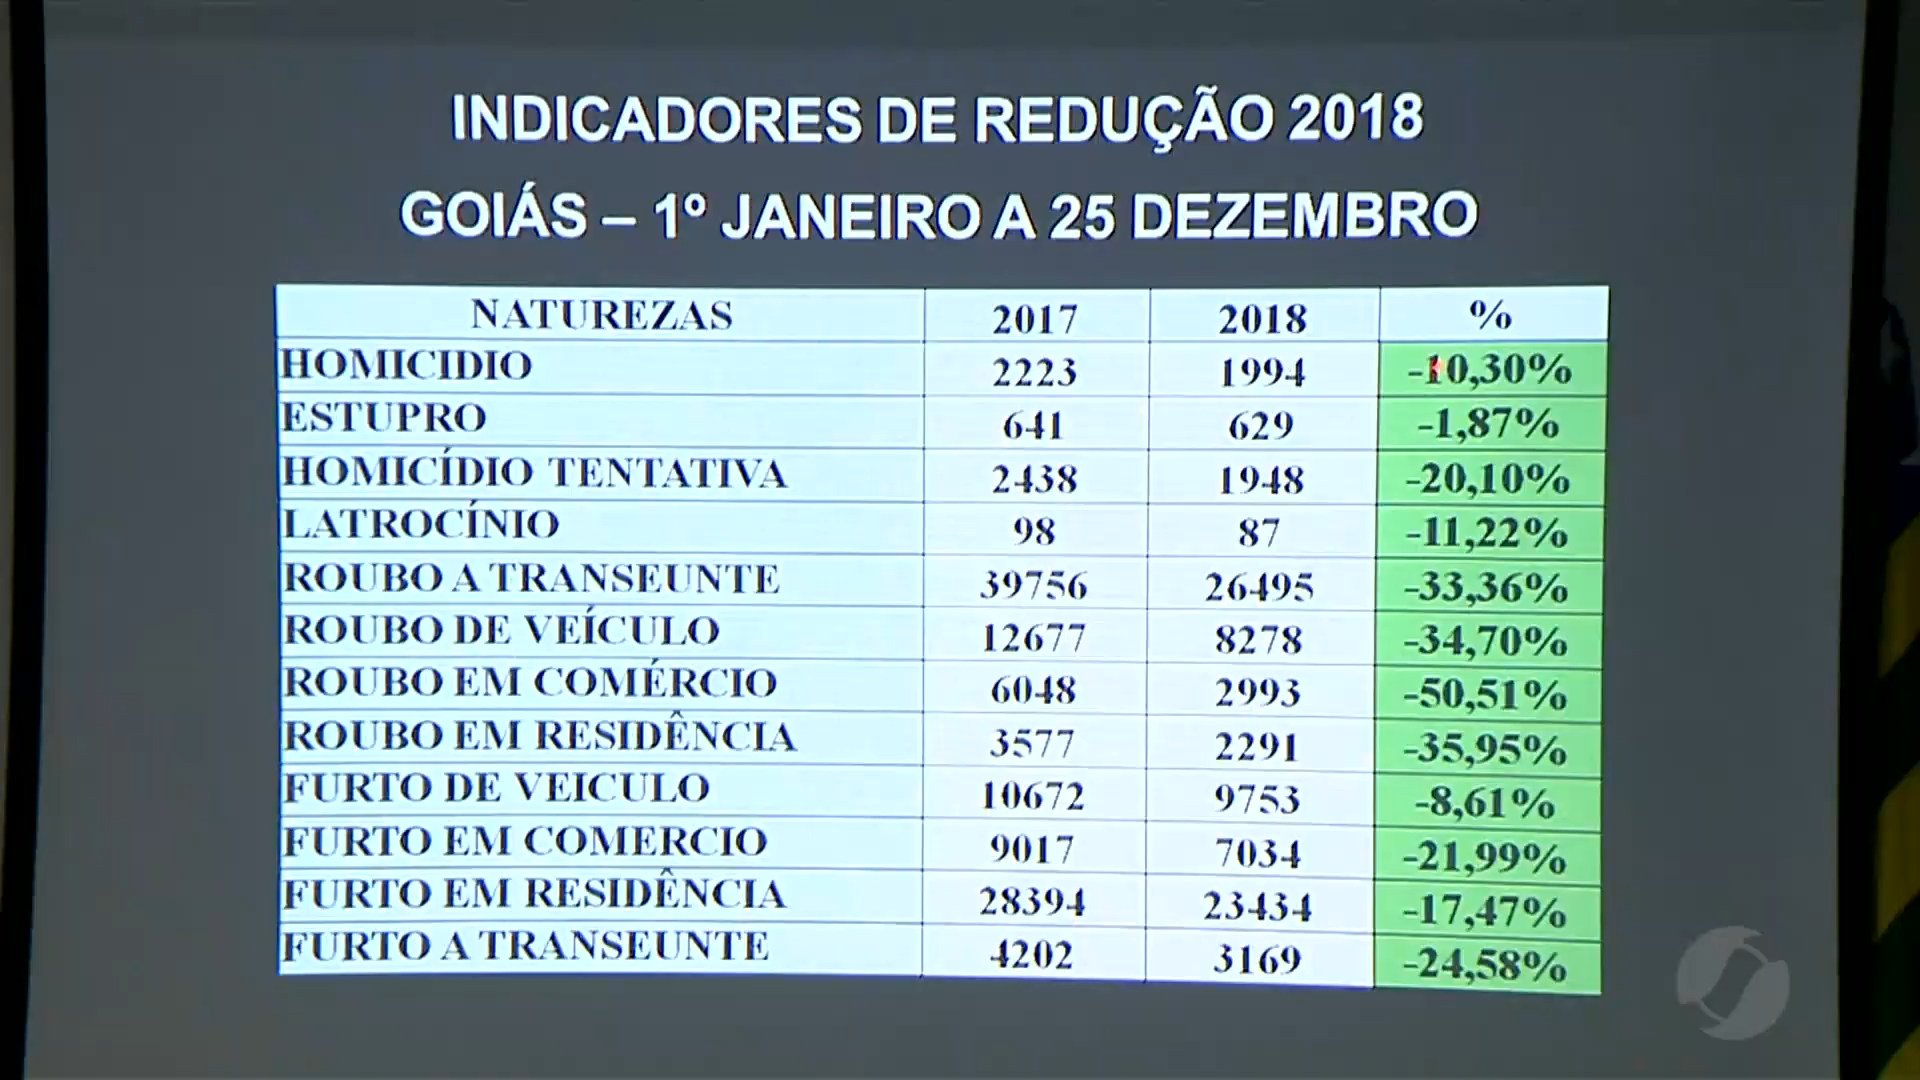 INDICADORES DE REDUÇÃO 2018
GOIÁS – 1º JANEIRO A 25 DEZEMBRO
NATUREZAS 2017 2018 %
HOMICIDIO 2223 1994 -10,30%
ESTUPRO 641 629 -1,87%
HOMICÍDIO TENTATIVA 2438 1948 -20,10%
LATROCÍNIO 98 87 -11,22%
ROUBO A TRANSEUNTE 39756 26495 -33,36%
ROUBO DE VEÍCULO 12677 8278 -34,70%
ROUBO EM COMÉRCIO 6048 2993 -50,51%
ROUBO EM RESIDÊNCIA 3577 2291 -35,95%
FURTO DE VEICULO 10672 9753 -8,61%
FURTO EM COMERCIO 9017 7034 -21,99%
FURTO EM RESIDÊNCIA 28394 23434 -17,47%
FURTO A TRANSEUNTE 4202 3169 -24,58%